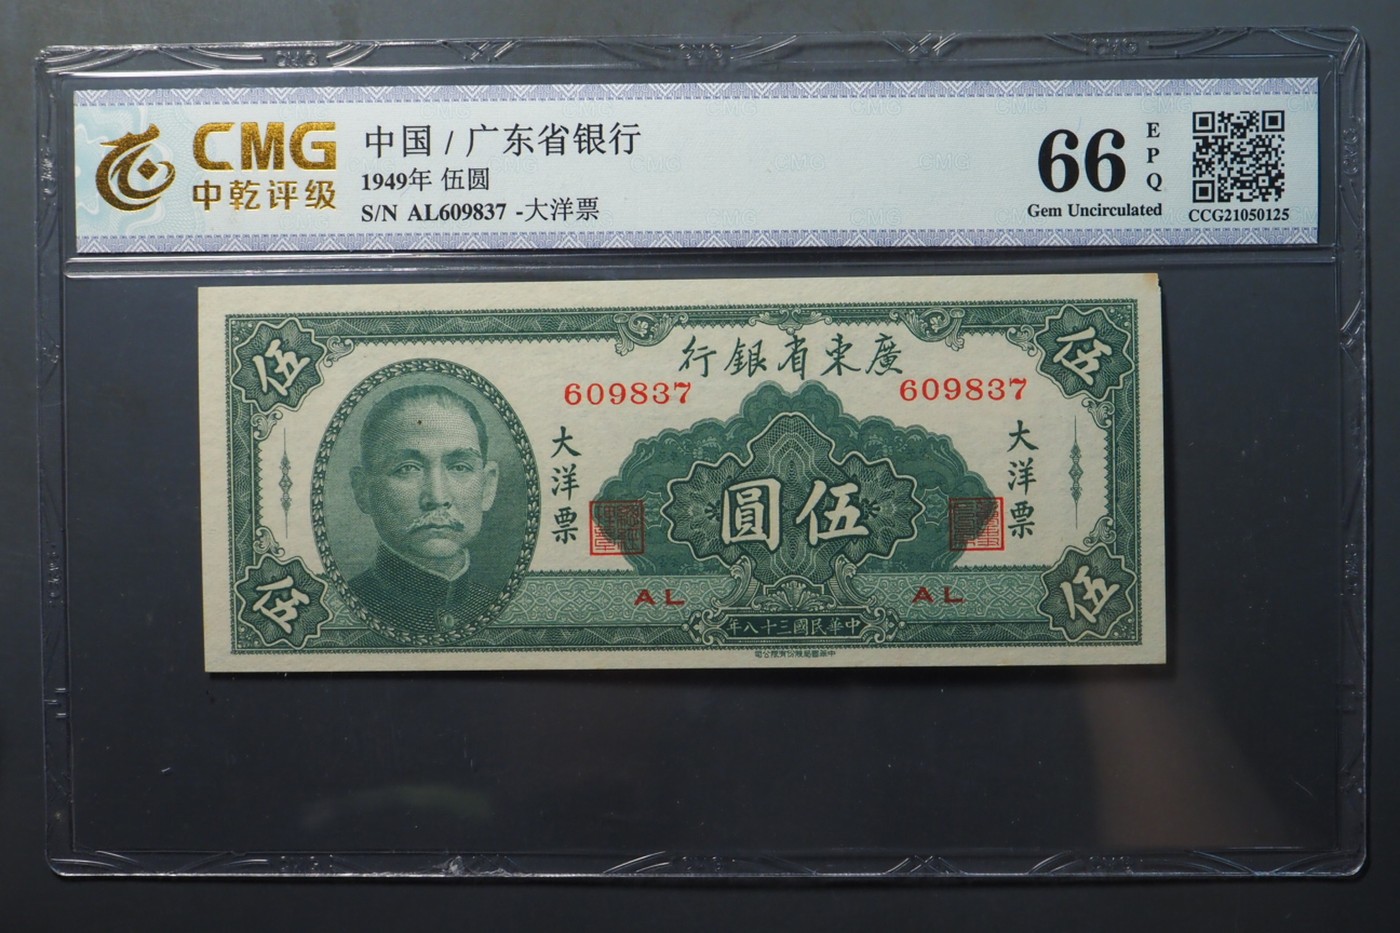 CMG
中乾评级
中国 / 广东省银行
1949年 伍圆
S/N AL609837 -大洋票
66
EPQ
Gem Uncirculated
CCG21050125
伍
行銀省東廣
伍
609837
609837
大洋票
大洋票
圓伍
AL
AL
伍
年八十三國民華中
伍